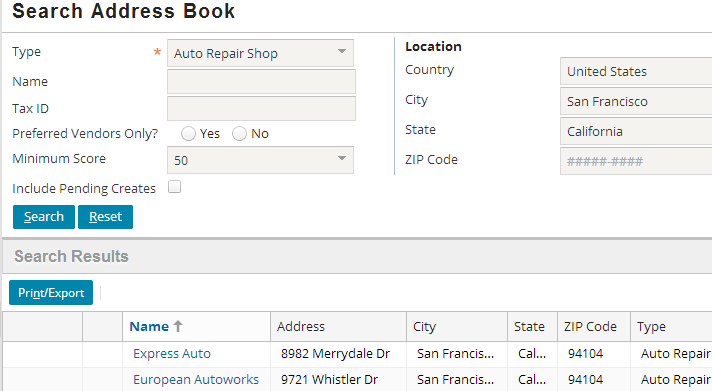 Search Address Book
Type * Auto Repair Shop
Name
Tax ID
Preferred Vendors Only? Yes No
Minimum Score 50
Include Pending Creates
Search Reset
Location
Country United States
City San Francisco
State California
ZIP Code #####-####
Search Results
Print/Export
Name Address City State ZIP Code Type
Express Auto 8982 Merrydale Dr San Francis... Cal... 94104 Auto Repair
European Autoworks 9721 Whistler Dr San Francis... Cal... 94104 Auto Repair